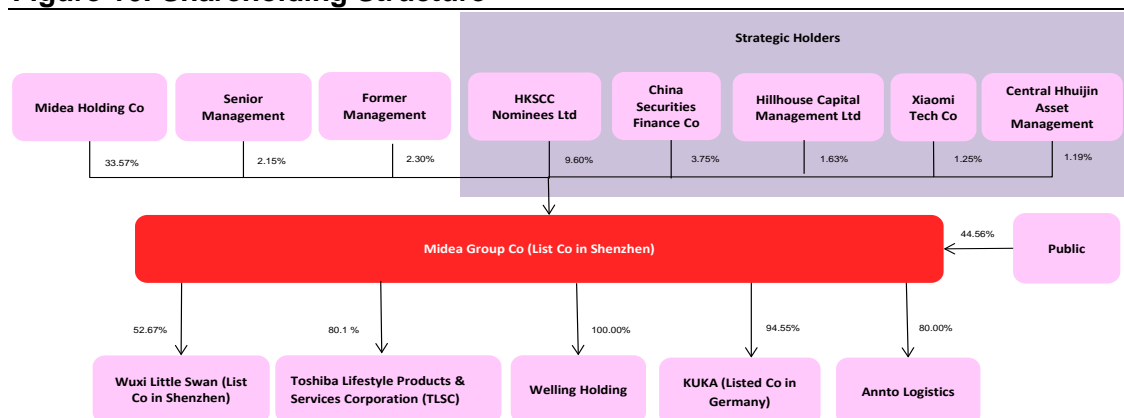 Strategic Holders
Midea Holding Co
Senior
Management
Former
Management
HKSCC
Nominees Ltd
China
Securities
Finance Co
Hillhouse Capital
Management Ltd
Xiaomi
Tech Co
Central Hhuijin
Asset
Management
33.57%
2.15%
2.30%
9.60%
3.75%
1.63%
1.25%
1.19%
Midea Group Co (List Co in Shenzhen)
44.56%
Public
52.67%
80.1 %
100.00%
94.55%
80.00%
Wuxi Little Swan (List
Co in Shenzhen)
Toshiba Lifestyle Products &
Services Corporation (TLSC)
Welling Holding
KUKA (Listed Co in
Germany)
Annto Logistics